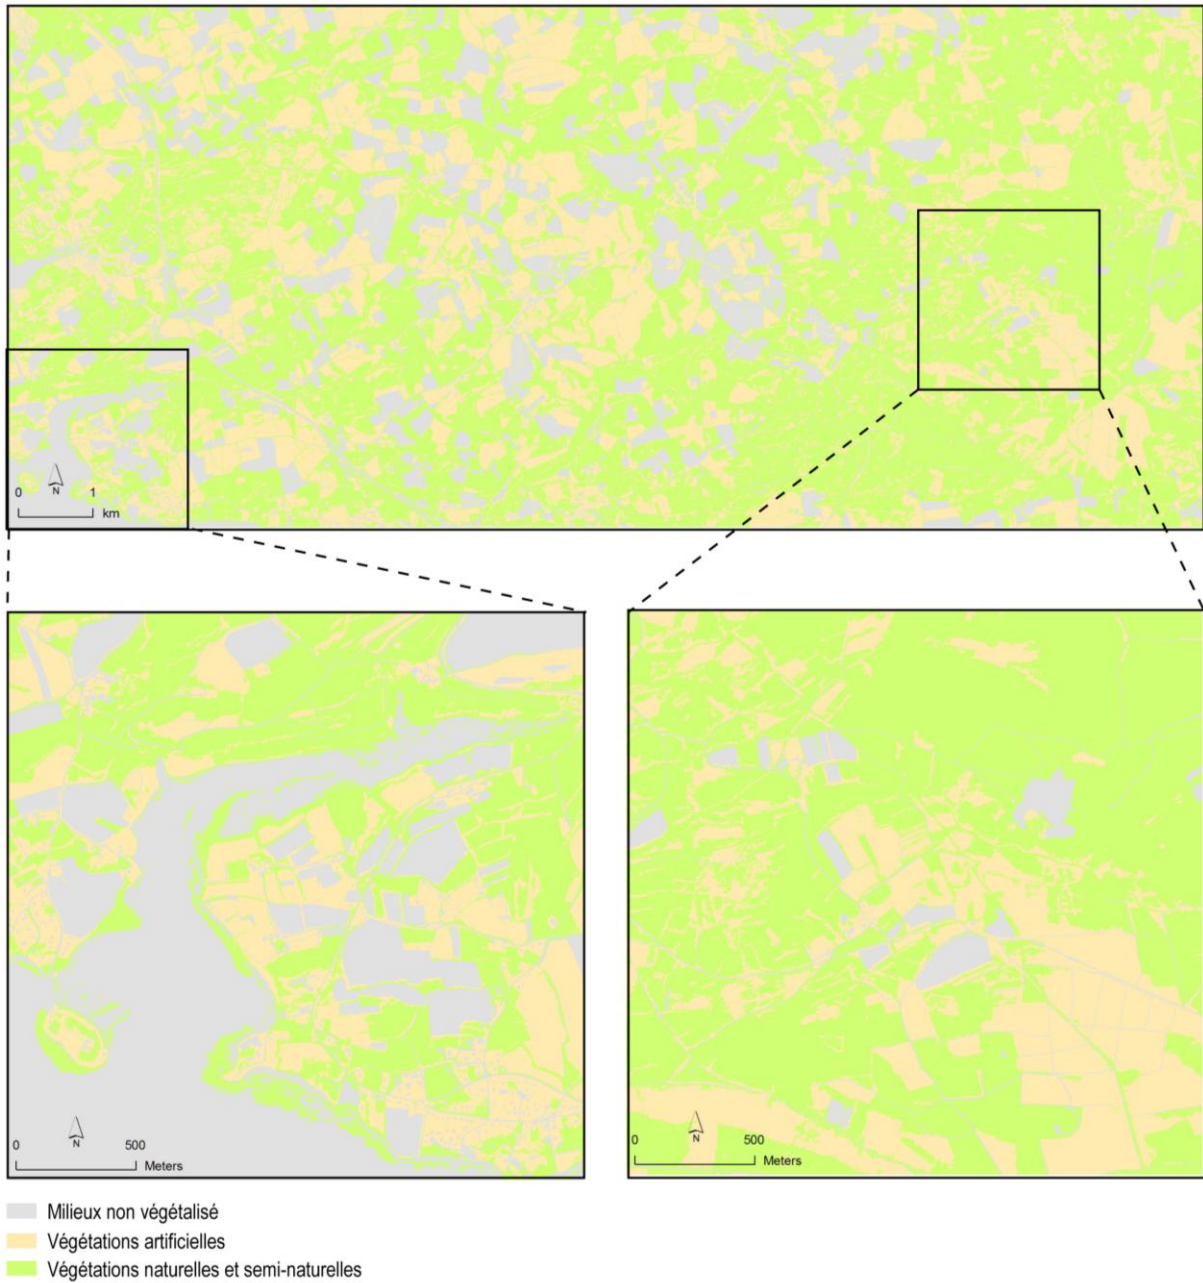 N
0 1
km
N
0 500
Meters
N
0 500
Meters
Milieux non végétalisé
Végétations artificielles
Végétations naturelles et semi-naturelles